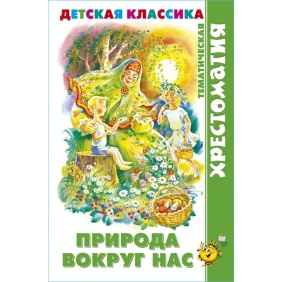 ДЕТСКАЯ КЛАССИКА
ТЕМАТИЧЕСКАЯ
ХРЕСТОМАТИЯ
ПРИРОДА
ВОКРУГ НАС